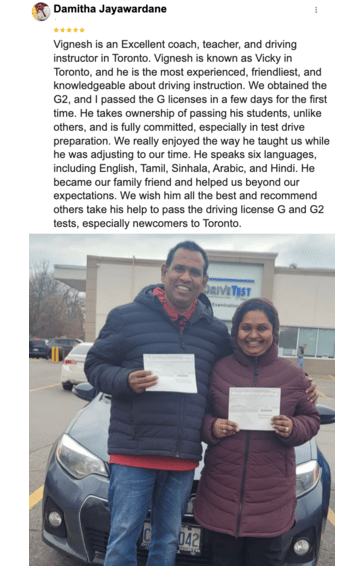 Damitha Jayawardane
Vignesh is an Excellent coach, teacher, and driving
instructor in Toronto. Vignesh is known as Vicky in
Toronto, and he is the most experienced, friendliest, and
knowledgeable about driving instruction. We obtained the
G2, and I passed the G licenses in a few days for the first
time. He takes ownership of passing his students, unlike
others, and is fully committed, especially in test drive
preparation. We really enjoyed the way he taught us while
he was adjusting to our time. He speaks six languages,
including English, Tamil, Sinhala, Arabic, and Hindi. He
became our family friend and helped us beyond our
expectations. We wish him all the best and recommend
others take his help to pass the driving license G and G2
tests, especially newcomers to Toronto.
DRIVETEST